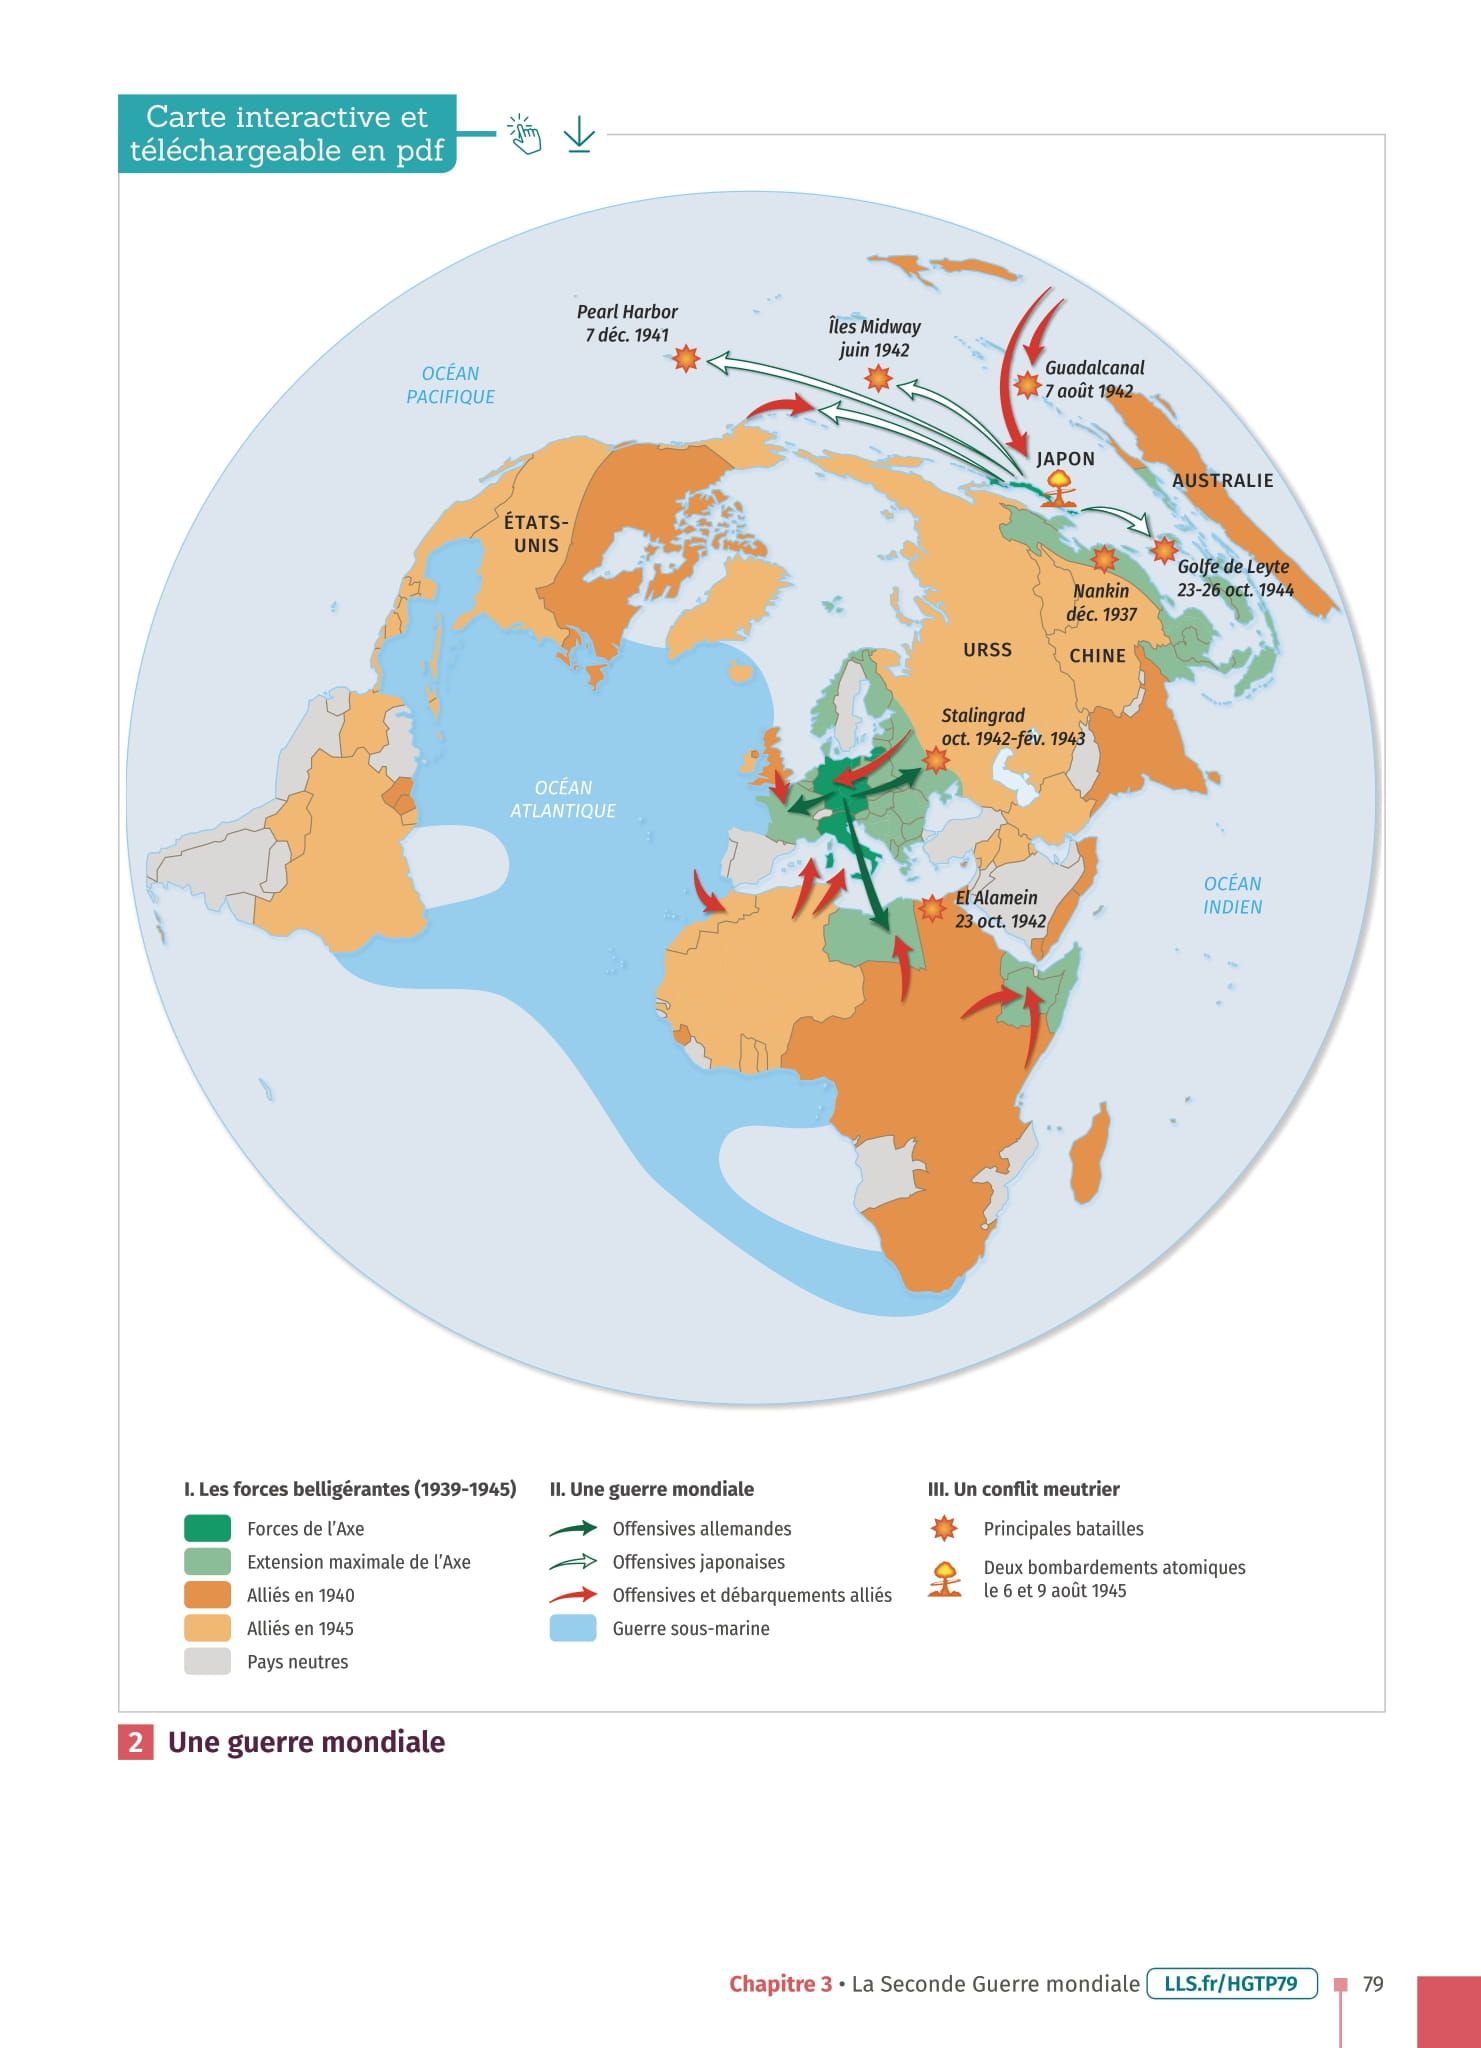 Carte interactive et
téléchargeable en pdf
Pearl Harbor
7 déc. 1941
Îles Midway
juin 1942
OCÉAN
PACIFIQUE
Guadalcanal
7 août 1942
JAPON
AUSTRALIE
ÉTATS-
UNIS
Golfe de Leyte
23-26 oct. 1944
Nankin
déc. 1937
URSS
CHINE
Stalingrad
oct. 1942-fév. 1943
OCÉAN
ATLANTIQUE
OCÉAN
INDIEN
El Alamein
23 oct. 1942
I. Les forces belligérantes (1939-1945)
Forces de l'Axe
Extension maximale de l'Axe
Alliés en 1940
Alliés en 1945
Pays neutres
II. Une guerre mondiale
Offensives allemandes
Offensives japonaises
Offensives et débarquements alliés
Guerre sous-marine
III. Un conflit meutrier
Principales batailles
Deux bombardements atomiques
le 6 et 9 août 1945
2 Une guerre mondiale
Chapitre 3 • La Seconde Guerre mondiale LLS.fr/HGTP79 79